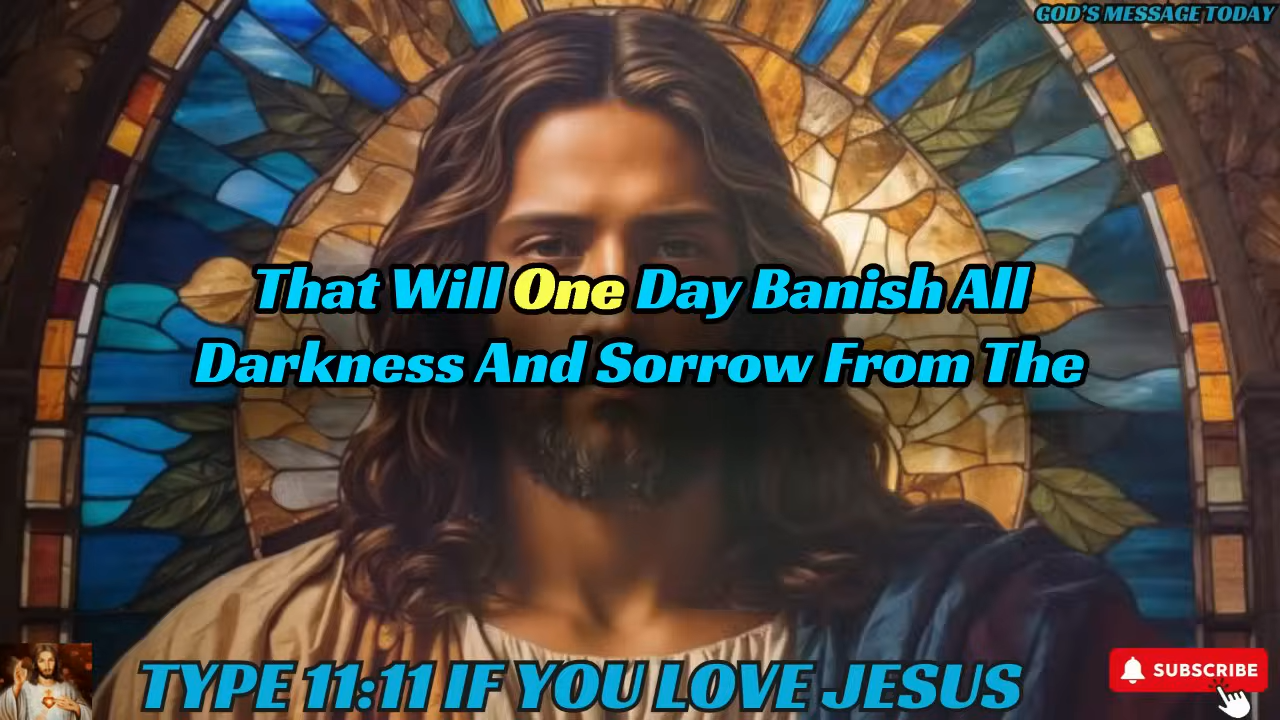 GOD'S MESSAGE TODAY
That Will One Day Banish All
Darkness And Sorrow From The
TYPE 11:11 IF YOU LOVE JESUS
SUBSCRIBE